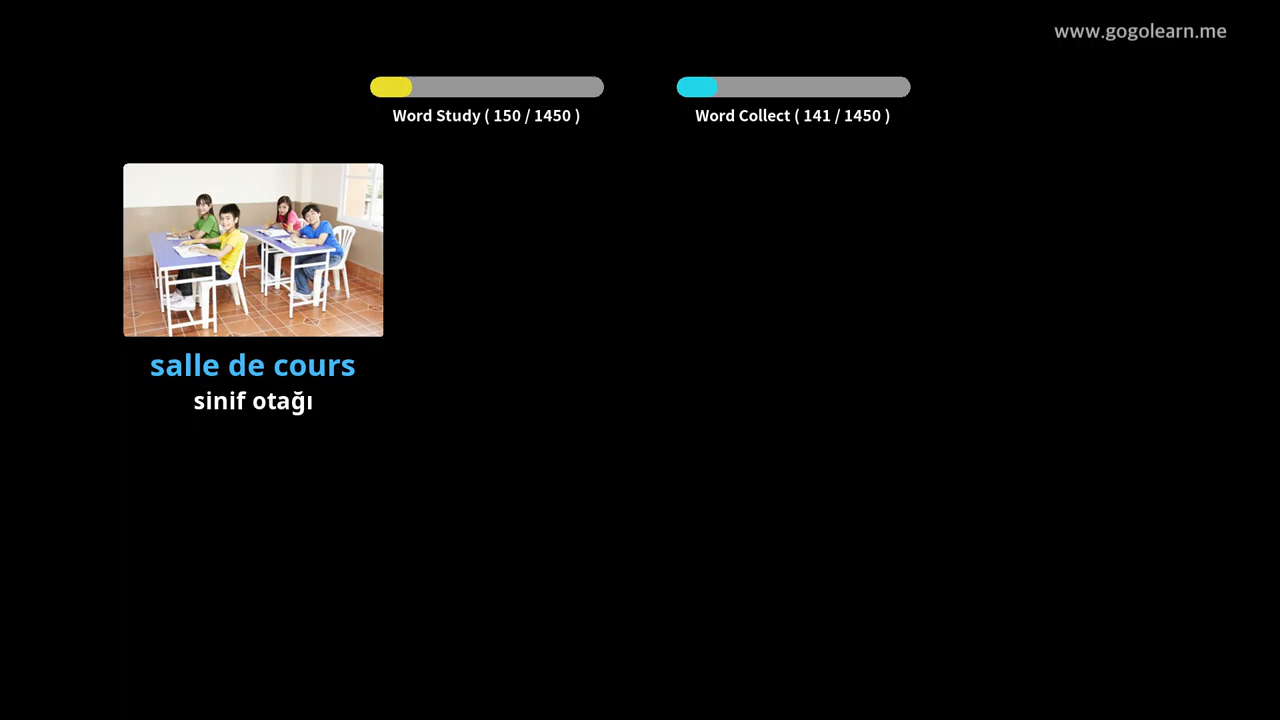 www.gogolearn.me
Word Study ( 150 / 1450 )
Word Collect ( 141 / 1450 )
salle de cours
sinif otağı